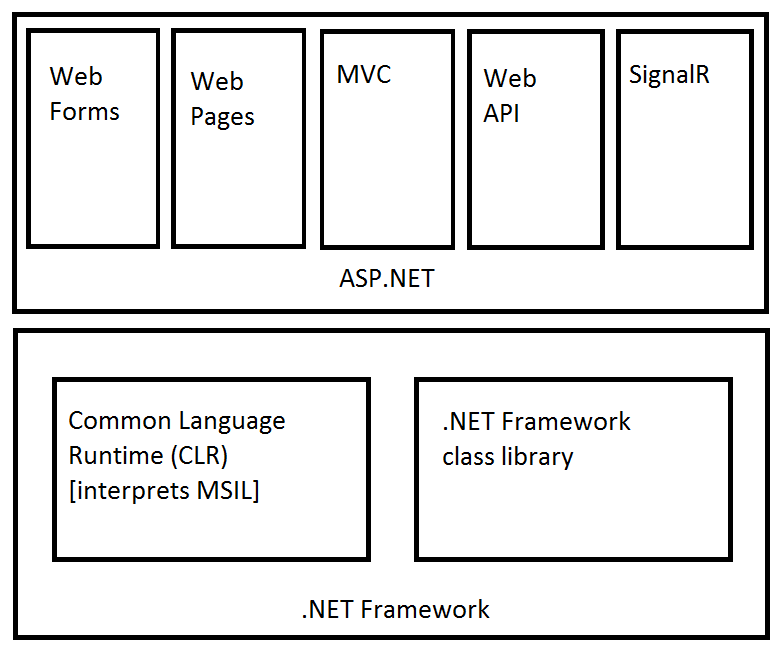 Web
Forms
Web
Pages
MVC
Web
API
SignalR
ASP.NET
Common Language
Runtime (CLR)
[interprets MSIL]
.NET Framework
class library
.NET Framework